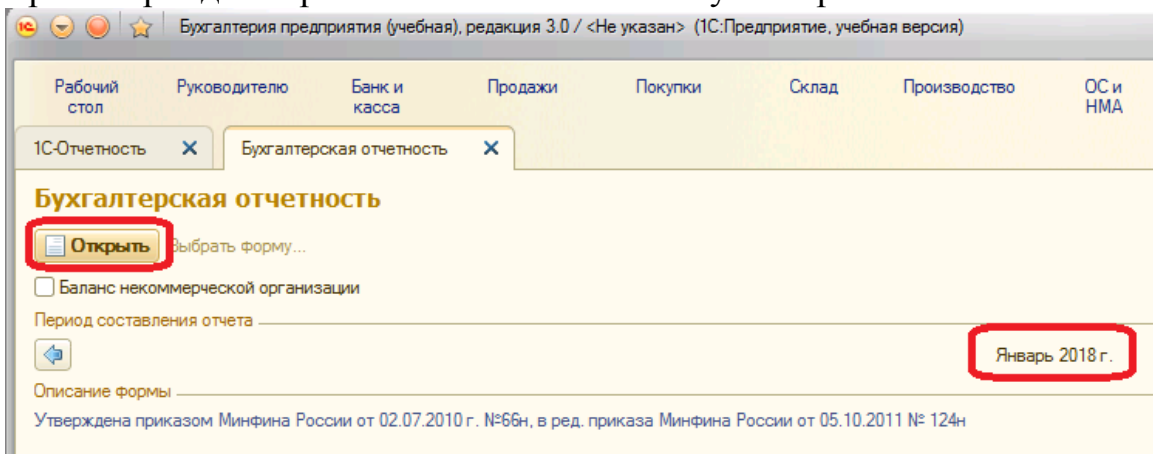 Бухгалтерия предприятия (учебная), редакция 3.0 / <Не указан> (1С:Предприятие, учебная версия)
Рабочий стол Руководителю Банк и касса Продажи Покупки Склад Производство ОС и НМА
1С-Отчетность Бухгалтерская отчетность
Бухгалтерская отчетность
Открыть Выбрать форму...
Баланс некоммерческой организации
Период составления отчета
Январь 2018 г.
Описание формы
Утверждена приказом Минфина России от 02.07.2010 г. №66н, в ред. приказа Минфина России от 05.10.2011 № 124н